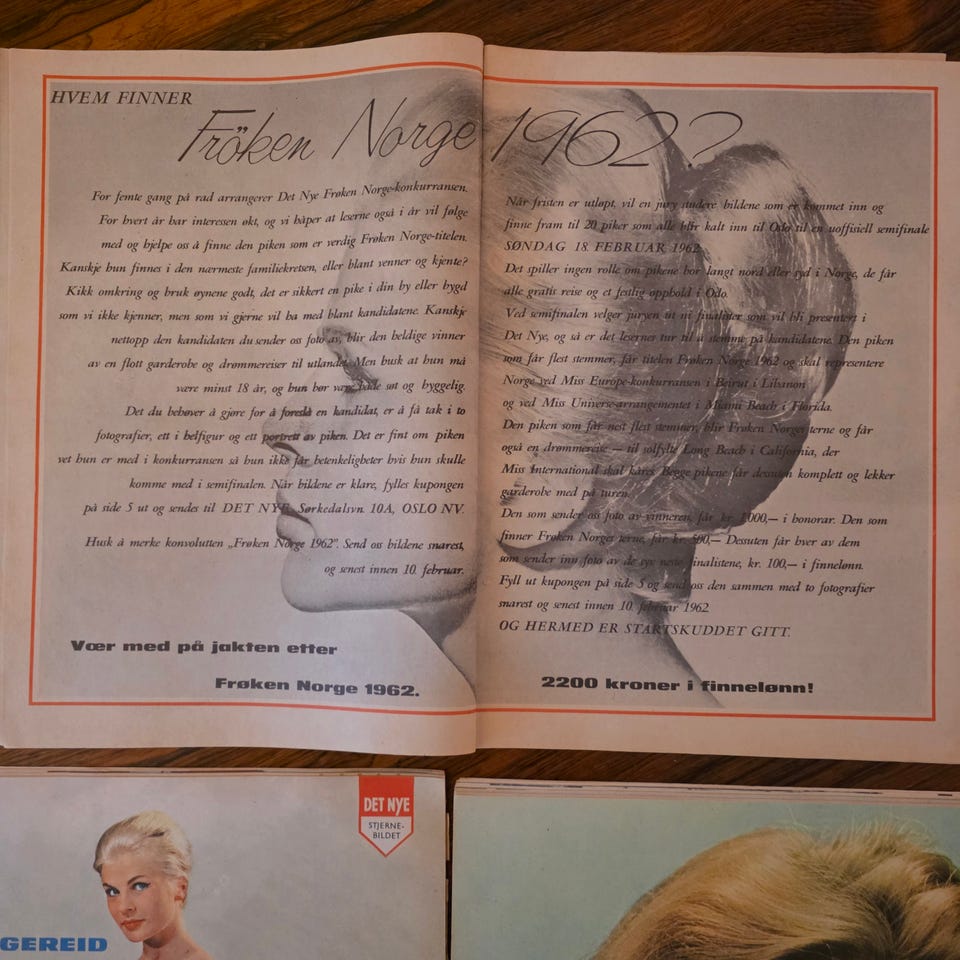 HVEM FINNER
Fröken Norge 1962?
For femte gang på rad arrangerer Det Nye Frøken Norge-konkurransen.
For hvert år har interessen økt, og vi håper at leserne også i år vil følge
med og hjelpe oss å finne den piken som er verdig Frøken Norge-titelen.
Kanskje hun finnes i den nærmeste familiekretsen, eller blant venner og kjente?
Kikk omkring og bruk øynene godt, det er sikkert en pike i din by eller bygd
som vi ikke kjenner, men som vi gjerne vil ha med blant kandidatene. Kanskje
nettopp den kandidaten du sender oss foto av, blir den heldige vinner
av en flott garderobe og drømmereiser til utlandet. Men husk at hun må
være minst 18 år, og hun bør være både søt og hyggelig.
Det du behøver å gjøre for å foreslå en kandidat, er å få tak i to
fotografier, ett i helfigur og ett portrett av piken. Det er fint om piken
vet hun er med i konkurransen så hun ikke får betenkeligheter hvis hun skulle
komme med i semifinalen. Når bildene er klare, fylles kupongen
på side 5 ut og sendes til DET NYE, Sørkedalsvn. 10A, OSLO NV.
Husk å merke konvolutten „Frøken Norge 1962". Send oss bildene snarest,
og senest innen 10. februar.
Vær med på jakten etter
Frøken Norge 1962.
Når fristen er utløpt, vil en jury studere bildene som er kommet inn og
finne fram til 20 piker som alle blir kalt inn til Oslo til en uoffisiell semifinale
SØNDAG 18. FEBRUAR 1962
Det spiller ingen rolle om pikene bor langt nord eller syd i Norge, de får
alle gratis reise og et festlig opphold i Oslo.
Ved semifinalen velger juryen ut ni finalister som vil bli presentert i
Det Nye, og så er det lesernes tur til å stemme på kandidatene. Den piken
som får flest stemmer, får titelen Frøken Norge 1962 og skal representere
Norge ved Miss Europe-konkurransen i Beirut i Libanon
og ved Miss Universe-arrangementet i Miami Beach i Florida.
Den piken som får nest flest stemmer, blir Frøken Norges terne og får
også en drømmereise — til solfylte Long Beach i California, der
Miss International skal kåres. Begge pikene får dessuten komplett og lekker
garderobe med på turen.
Den som sender oss foto av vinneren, får kr. 1000,— i honorar. Den som
finner Frøken Norges terne, får kr. 500,— Dessuten får hver av dem
som sender inn foto av de syv neste finalistene, kr. 100,— i finnelønn.
Fyll ut kupongen på side 5 og send oss den sammen med to fotografier
snarest og senest innen 10. februar 1962
OG HERMED ER STARTSKUDDET GITT.
2200 kroner i finnelønn!
DET NYE
STJERNE-
BILDET
GEREID